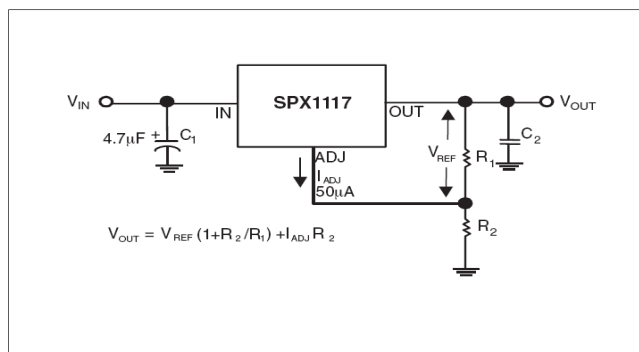 V_IN
IN
SPX1117
OUT
V_OUT
4.7µF + C_1
ADJ
I_ADJ
50µA
V_REF
R_1
C_2
R_2
V_OUT = V_REF (1+R_2/R_1) +I_ADJ R_2